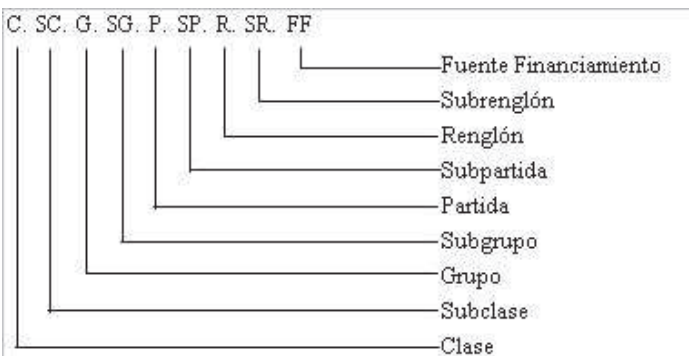 C. SC. G. SG. P. SP. R. SR. FF
Fuente Financiamiento
Subrenglón
Renglón
Subpartida
Partida
Subgrupo
Grupo
Subclase
Clase